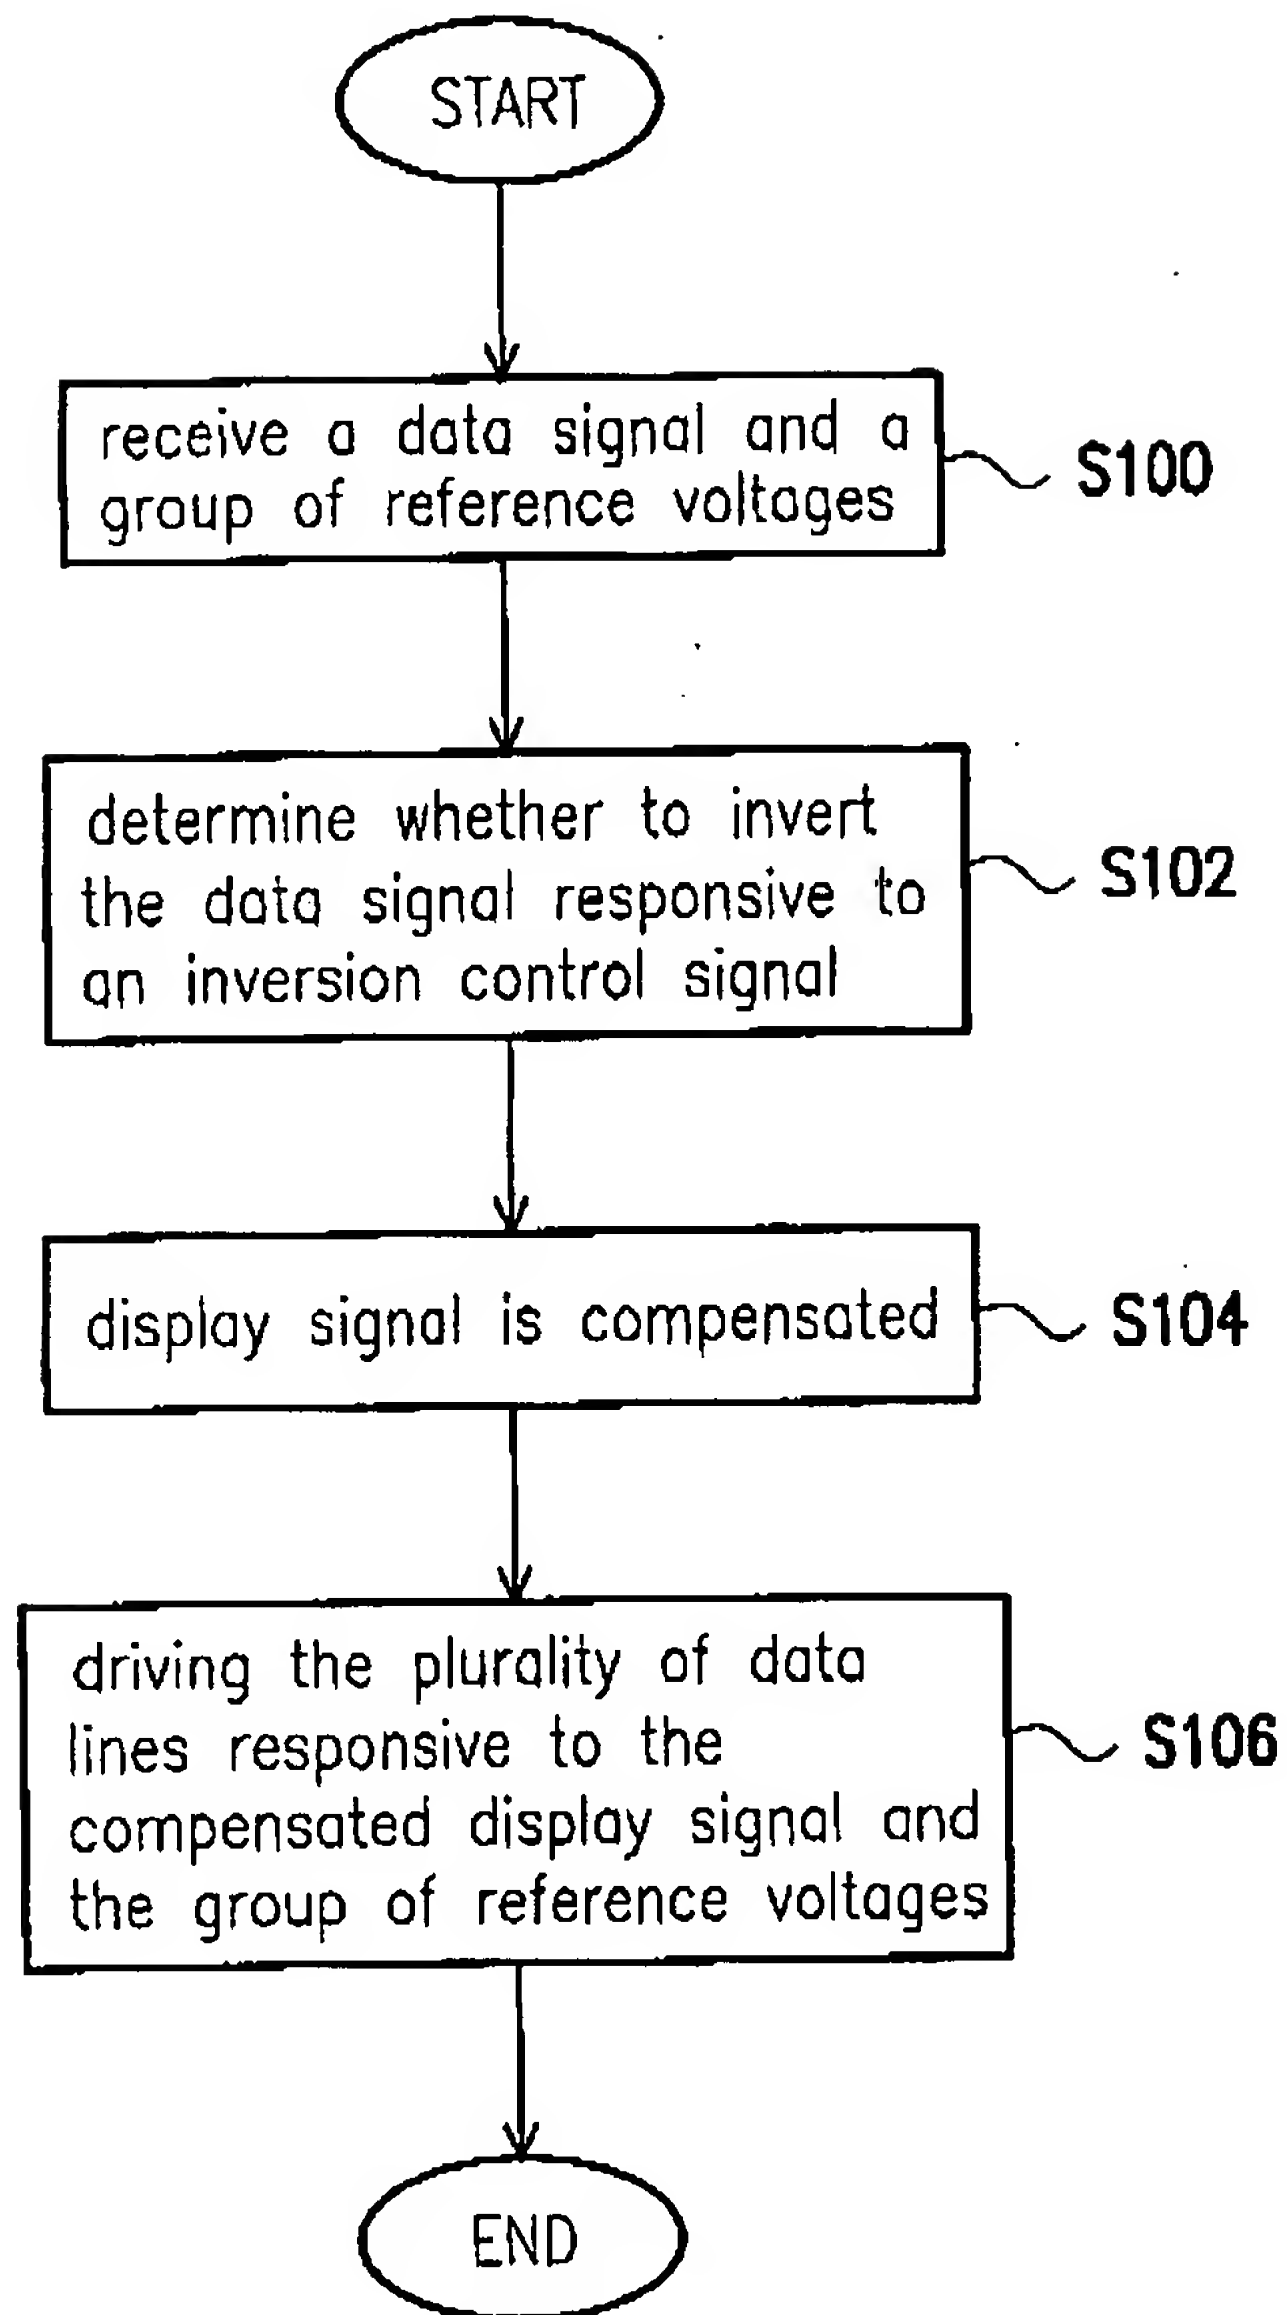 START
receive a data signal and a
group of reference voltages
S100
determine whether to invert
the data signal responsive to
an inversion control signal
S102
display signal is compensated
S104
driving the plurality of data
lines responsive to the
compensated display signal and
the group of reference voltages
S106
END